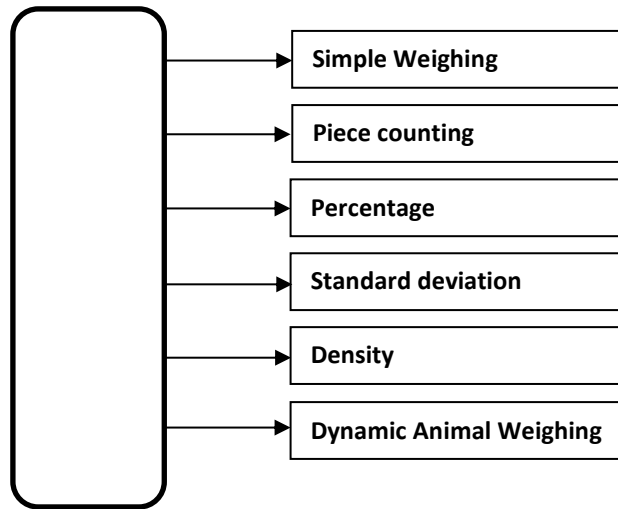 Simple Weighing
Piece counting
Percentage
Standard deviation
Density
Dynamic Animal Weighing